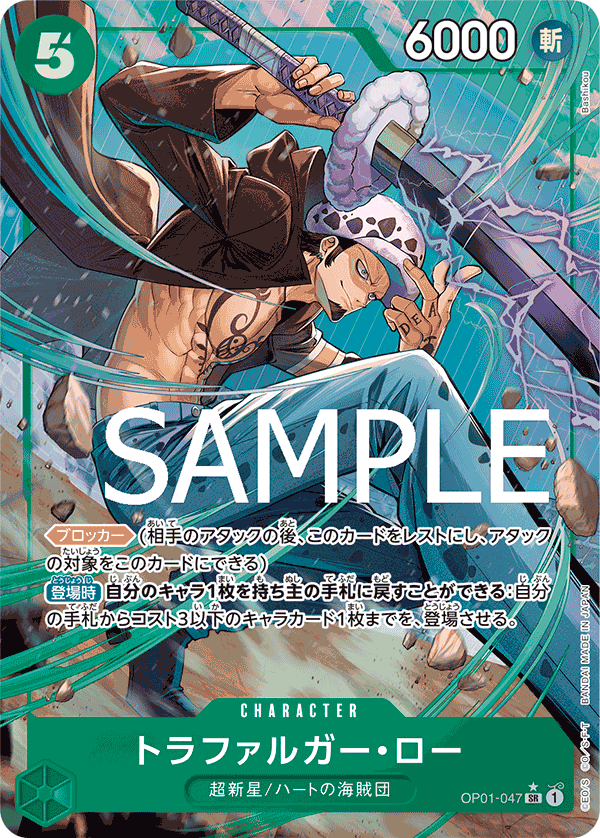 5
6000
斬
Bashikou
DEA
SAMPLE
ブロッカー (相手のアタックの後、このカードをレストにし、アタック
の対象をこのカードにできる)
登場時 自分のキャラ1枚を持ち主の手札に戻すことができる:自分
の手札からコスト3以下のキャラカード1枚までを、登場させる。
CHARACTER
トラファルガー・ロー
超新星/ハートの海賊団
OP01-047 SR 1
©E.O/S ©O./S・F・T BANDAI MADE IN JAPAN